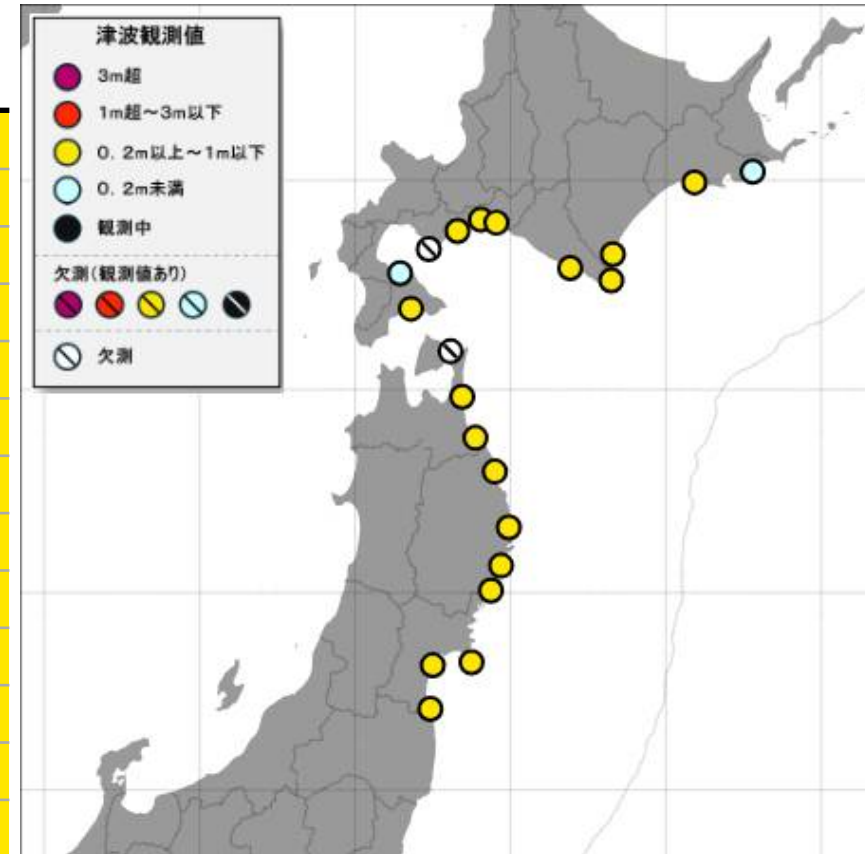 津波観測値
3m超
1m超～3m以下
0. 2m以上～1m以下
0. 2m未満
観測中
欠測(観測値あり)
欠測